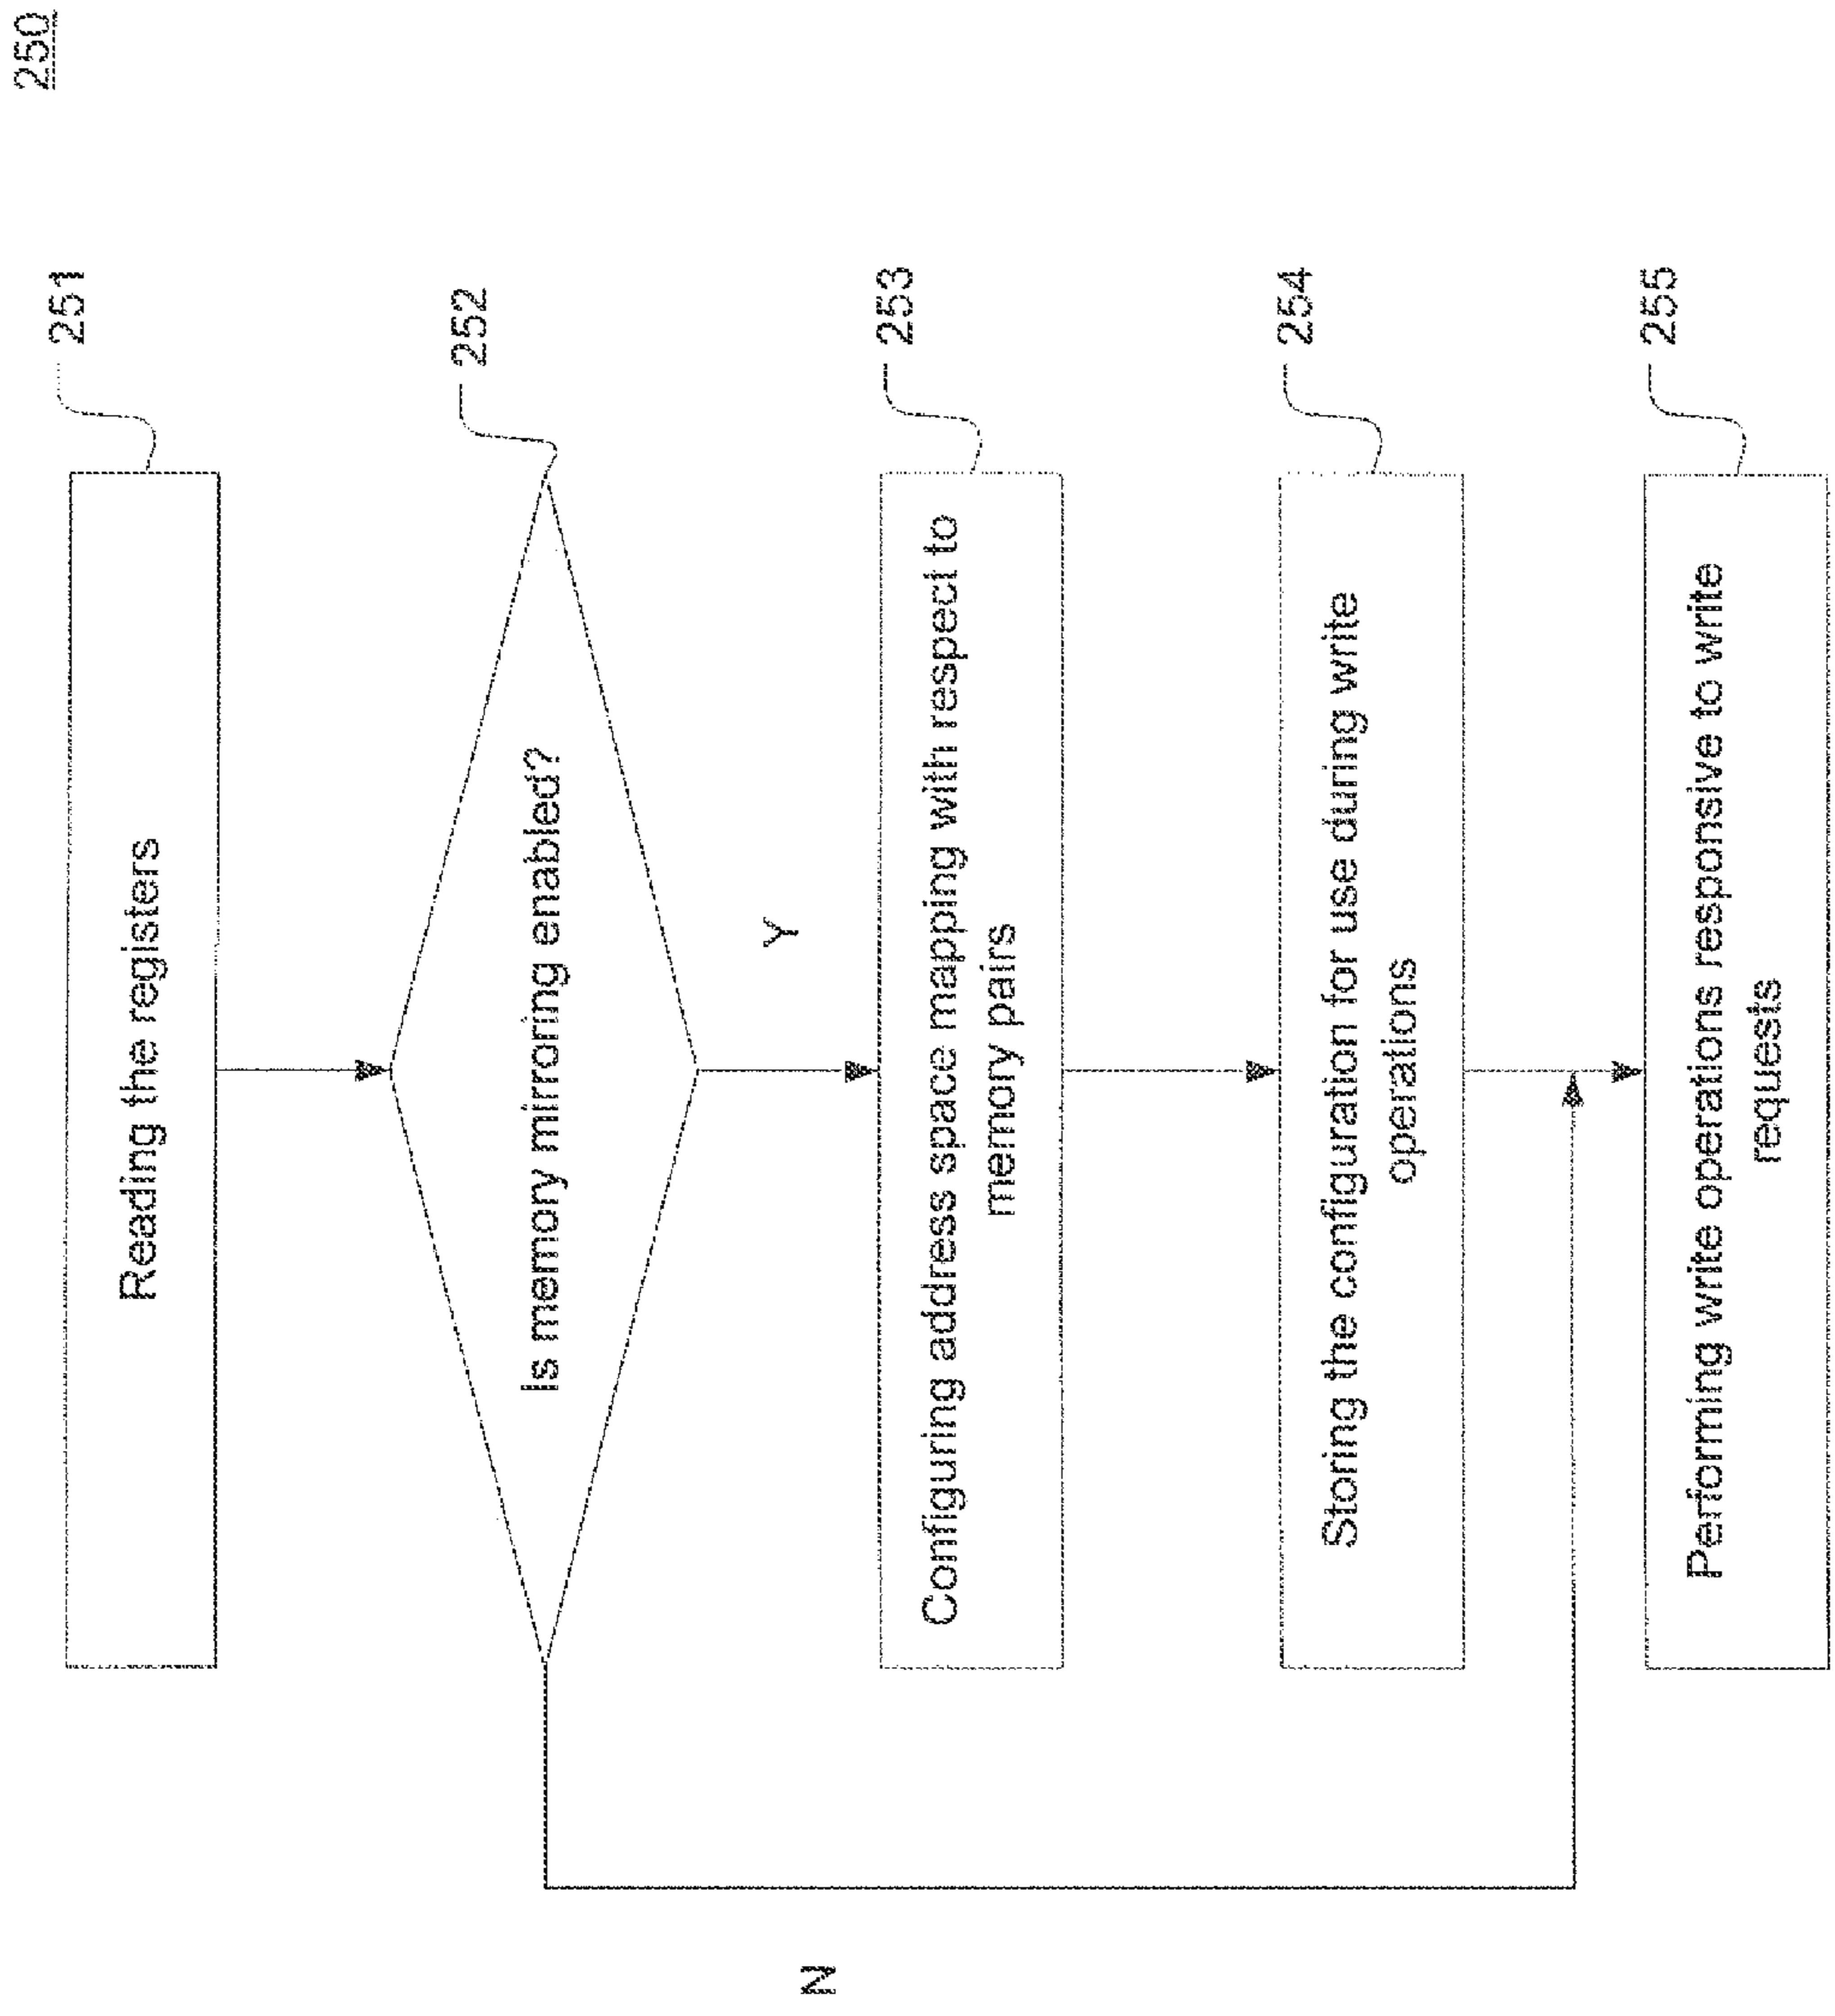 250
251
Reading the registers
252
Is memory mirroring enabled?
Y
N
253
Configuring address space mapping with respect to
memory pairs
254
Storing the configuration for use during write
operations
255
Performing write operations responsive to write
requests